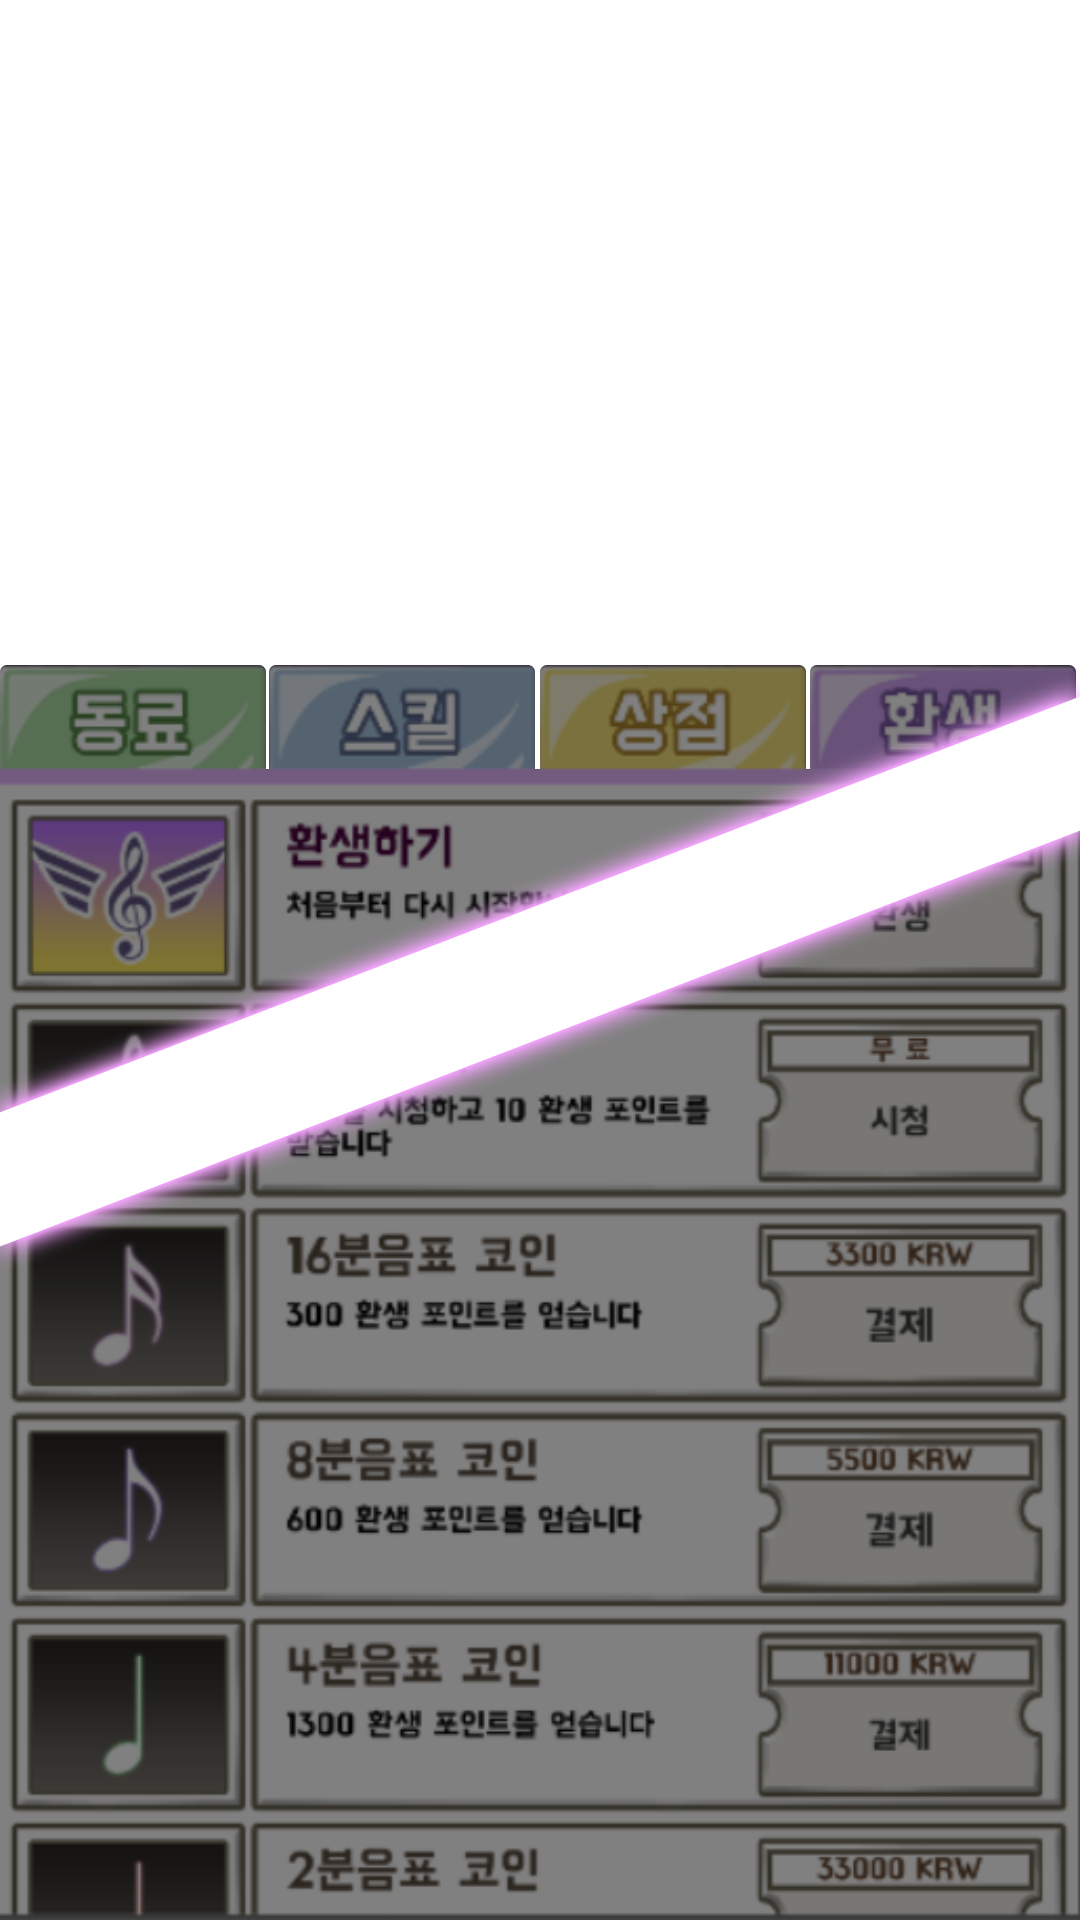 동료
스킬
상점
환생
환생하기
처음부터 다시
환생
무 료
시청하고 10 환생 포인트를
받습니다
시청
16분음표 코인
300 환생 포인트를 얻습니다
3300 KRW
결제
8분음표 코인
600 환생 포인트를 얻습니다
5500 KRW
결제
4분음표 코인
1300 환생 포인트를 얻습니다
11000 KRW
결제
2분음표 코인
33000 KRW